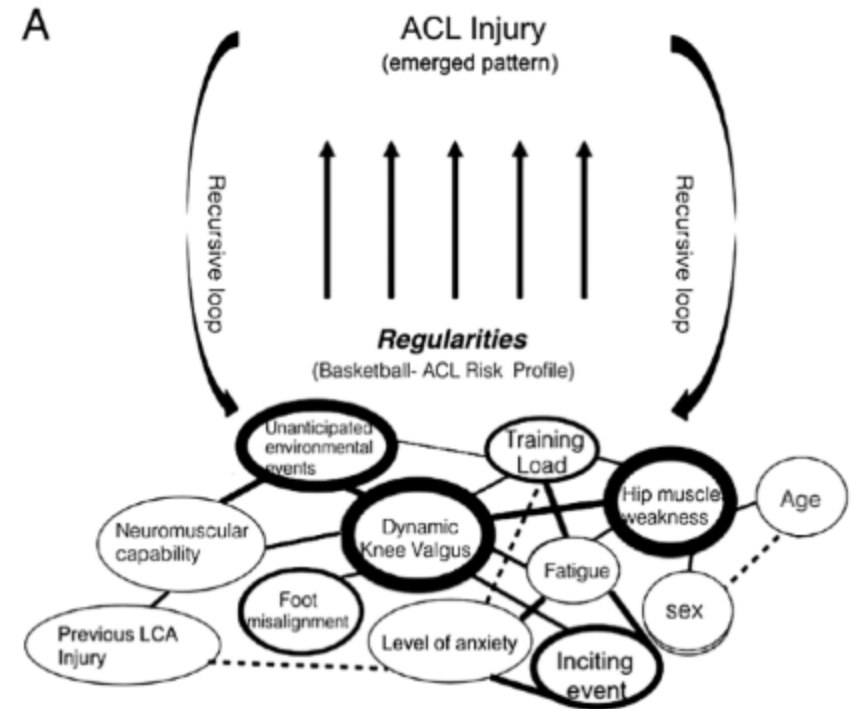 A
ACL Injury
(emerged pattern)
Recursive loop
Recursive loop
Regularities
(Basketball- ACL Risk Profile)
Unanticipated
environmental
events
Training
Load
Hip muscle
weakness
Age
Neuromuscular
capability
Dynamic
Knee Valgus
Fatigue
Foot
misalignment
sex
Previous LCA
Injury
Level of anxiety
Inciting
event